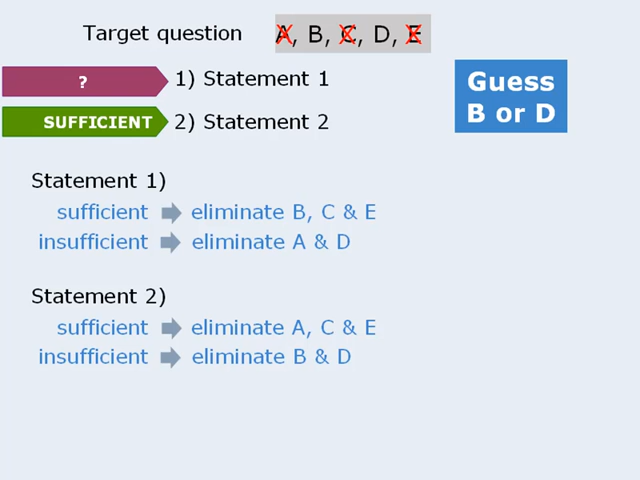 Target question A, B, C, D, E
? 1) Statement 1
SUFFICIENT 2) Statement 2
Guess
B or D
Statement 1)
sufficient eliminate B, C & E
insufficient eliminate A & D
Statement 2)
sufficient eliminate A, C & E
insufficient eliminate B & D